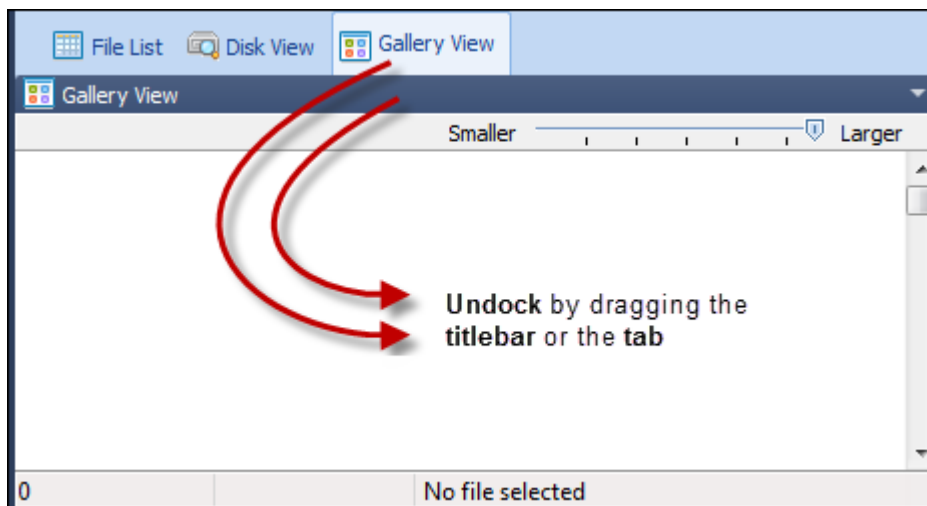 File List Disk View Gallery View
Gallery View
Smaller Larger
Undock by dragging the
titlebar or the tab
0 No file selected